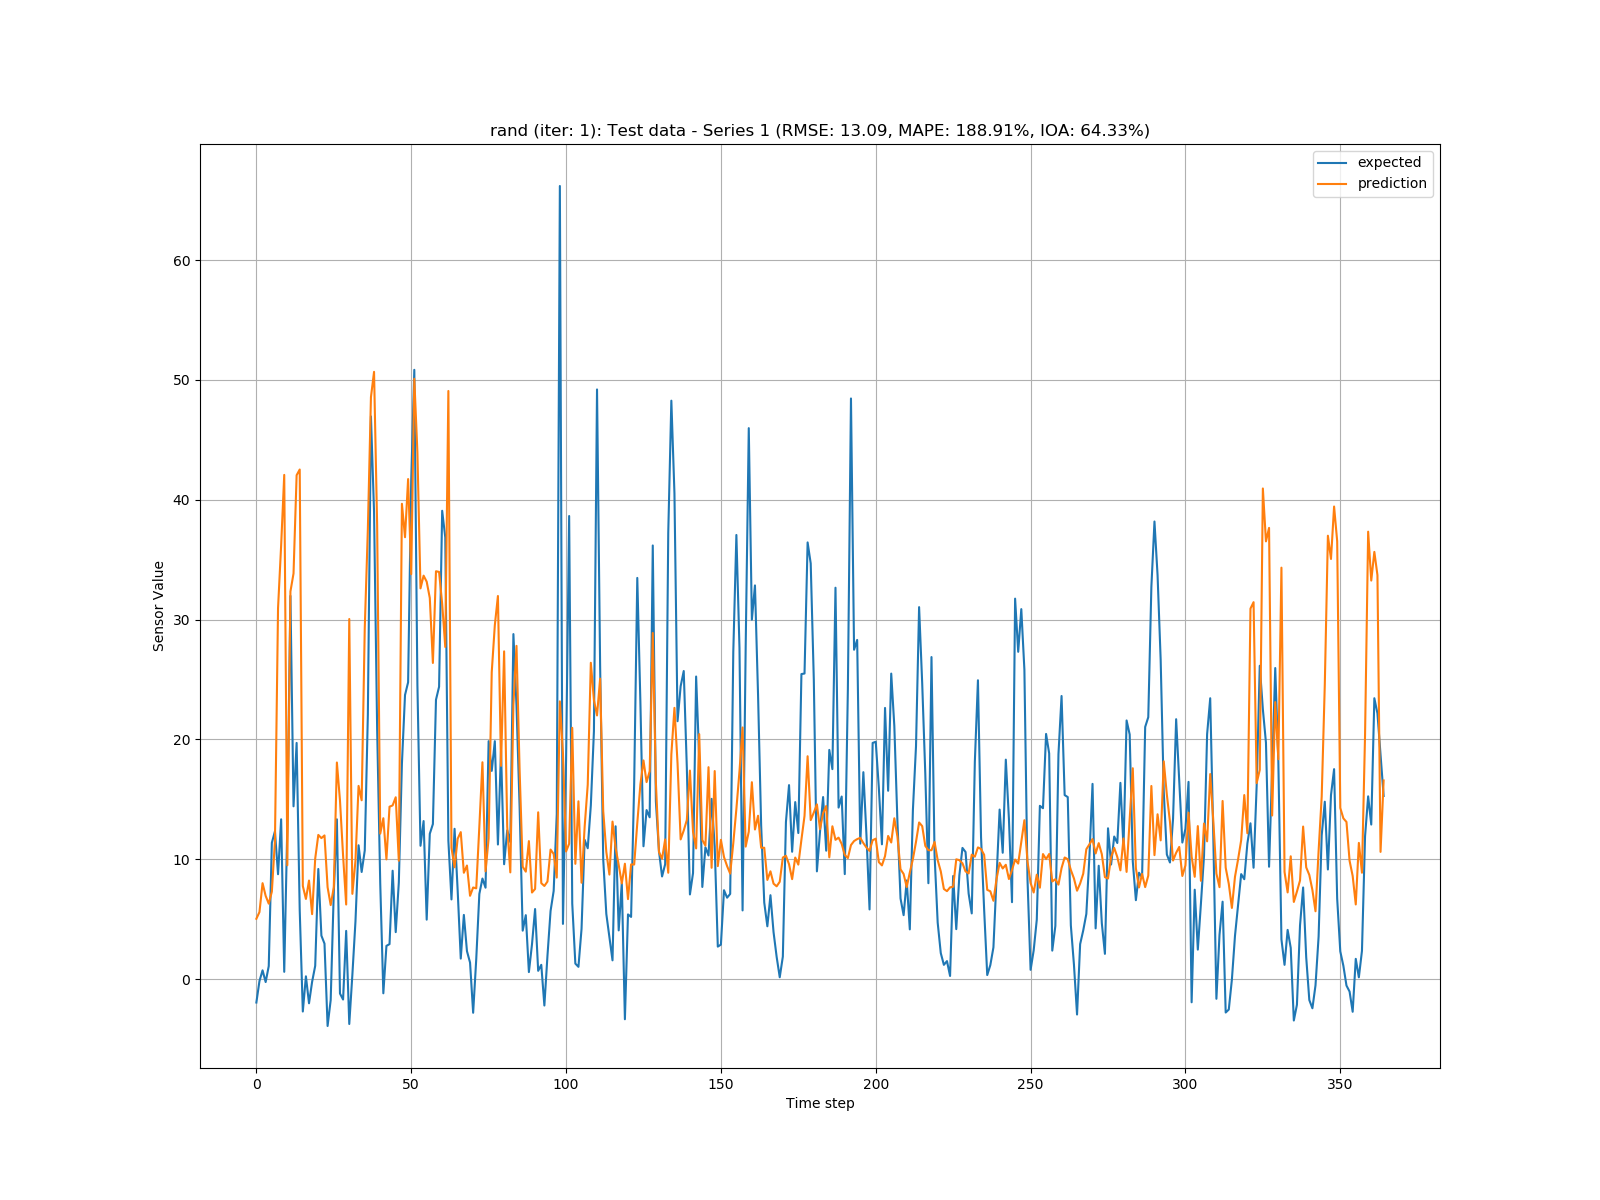 rand (iter: 1): Test data - Series 1 (RMSE: 13.09, MAPE: 188.91%, IOA: 64.33%)
expected
prediction
60
50
40
30
20
10
0
Sensor Value
0 50 100 150 200 250 300 350
Time step